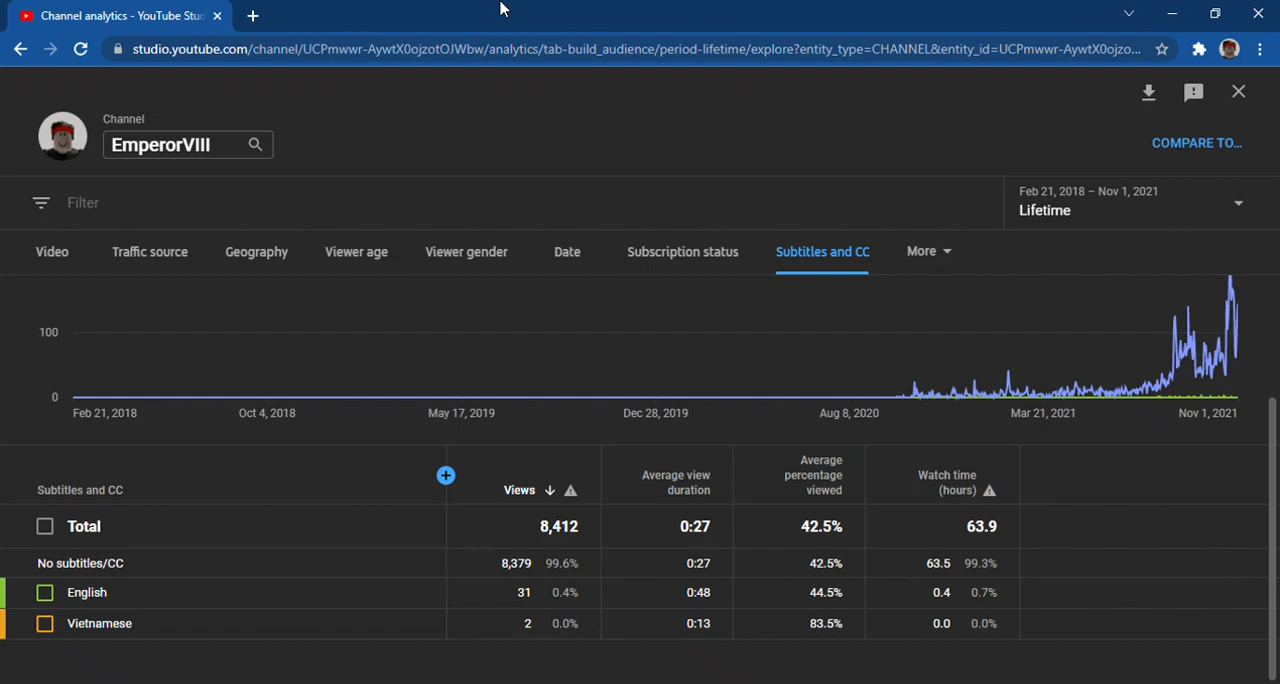 Channel analytics - YouTube Stu
studio.youtube.com/channel/UCPmwwr-AywtX0ojzotOJWbw/analytics/tab-build_audience/period-lifetime/explore?entity_type=CHANNEL&entity_id=UCPmwwr-AywtX0ojzo...
Channel
EmperorVIII
COMPARE TO...
Filter
Feb 21, 2018 – Nov 1, 2021
Lifetime
Video Traffic source Geography Viewer age Viewer gender Date Subscription status Subtitles and CC More
100
0
Feb 21, 2018 Oct 4, 2018 May 17, 2019 Dec 28, 2019 Aug 8, 2020 Mar 21, 2021 Nov 1, 2021
Subtitles and CC Views Average view duration Average percentage viewed Watch time (hours)
Total 8,412 0:27 42.5% 63.9
No subtitles/CC 8,379 99.6% 0:27 42.5% 63.5 99.3%
English 31 0.4% 0:48 44.5% 0.4 0.7%
Vietnamese 2 0.0% 0:13 83.5% 0.0 0.0%